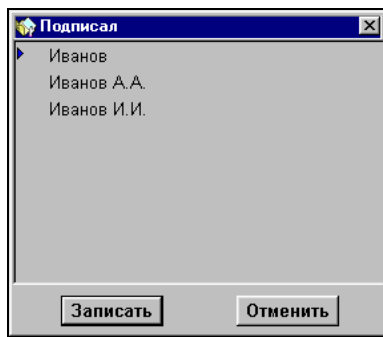 Подписал
Иванов
Иванов А.А.
Иванов И.И.
Записать Отменить